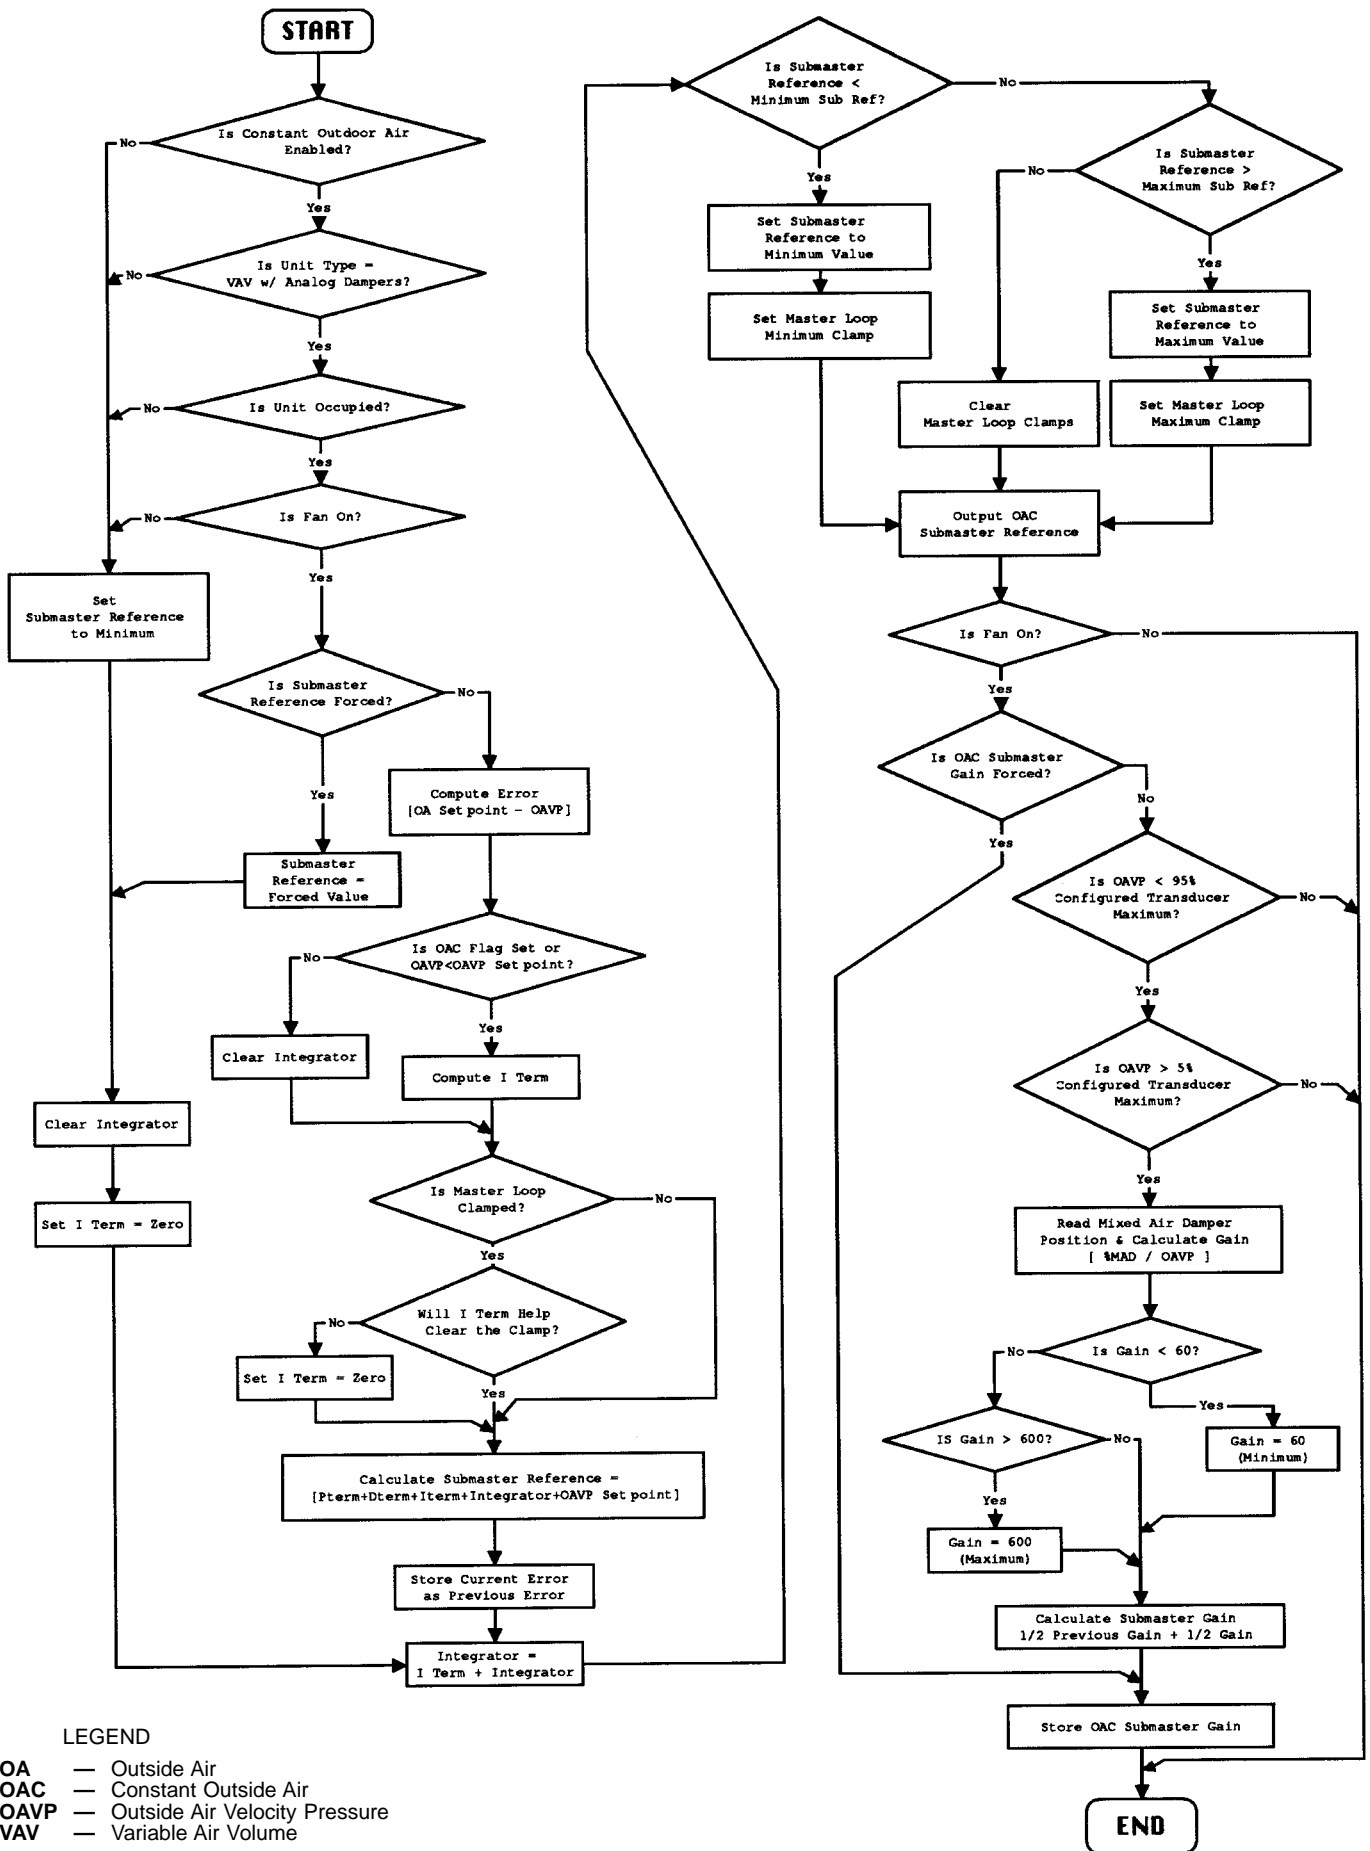 START
Is Constant Outdoor Air
Enabled?
No
Yes
Is Unit Type =
VAV w/ Analog Dampers?
No
Yes
Is Unit Occupied?
No
Yes
Is Fan On?
No
Yes
Set
Submaster Reference
to Minimum
Is Submaster
Reference Forced?
No
Yes
Compute Error
[OA Setpoint - OAVP]
Submaster
Reference =
Forced Value
Is OAC Flag Set or
OAVP<OAVP Setpoint?
No
Yes
Clear Integrator
Compute I Term
Clear Integrator
Set I Term = Zero
Is Master Loop
Clamped?
No
Yes
Will I Term Help
Clear the Clamp?
No
Set I Term = Zero
Yes
Calculate Submaster Reference =
[Pterm+Dterm+Iterm+Integrator+OAVP Setpoint]
Store Current Error
as Previous Error
Integrator =
I Term + Integrator
Is Submaster
Reference <
Minimum Sub Ref?
No
Yes
Is Submaster
Reference >
Maximum Sub Ref?
No
Yes
Set Submaster
Reference to
Minimum Value
Set Master Loop
Minimum Clamp
Set Submaster
Reference to
Maximum Value
Clear
Master Loop Clamps
Set Master Loop
Maximum Clamp
Output OAC
Submaster Reference
Is Fan On?
No
Yes
Is OAC Submaster
Gain Forced?
No
Yes
Is OAVP < 95%
Configured Transducer
Maximum?
No
Yes
Is OAVP > 5%
Configured Transducer
Maximum?
No
Yes
Read Mixed Air Damper
Position & Calculate Gain
[ %MAD / OAVP ]
Is Gain < 60?
No
Yes
IS Gain > 600?
No
Gain = 60
(Minimum)
Yes
Gain = 600
(Maximum)
Calculate Submaster Gain
1/2 Previous Gain + 1/2 Gain
Store OAC Submaster Gain
END
LEGEND
OA — Outside Air
OAC — Constant Outside Air
OAVP — Outside Air Velocity Pressure
VAV — Variable Air Volume